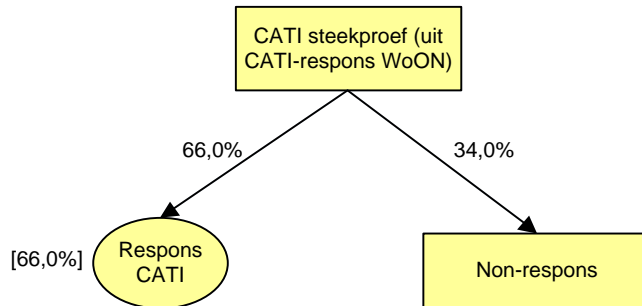 CATI steekproef (uit
CATI-respons WoON)
66,0%
34,0%
[66,0%]
Respons
CATI
Non-respons